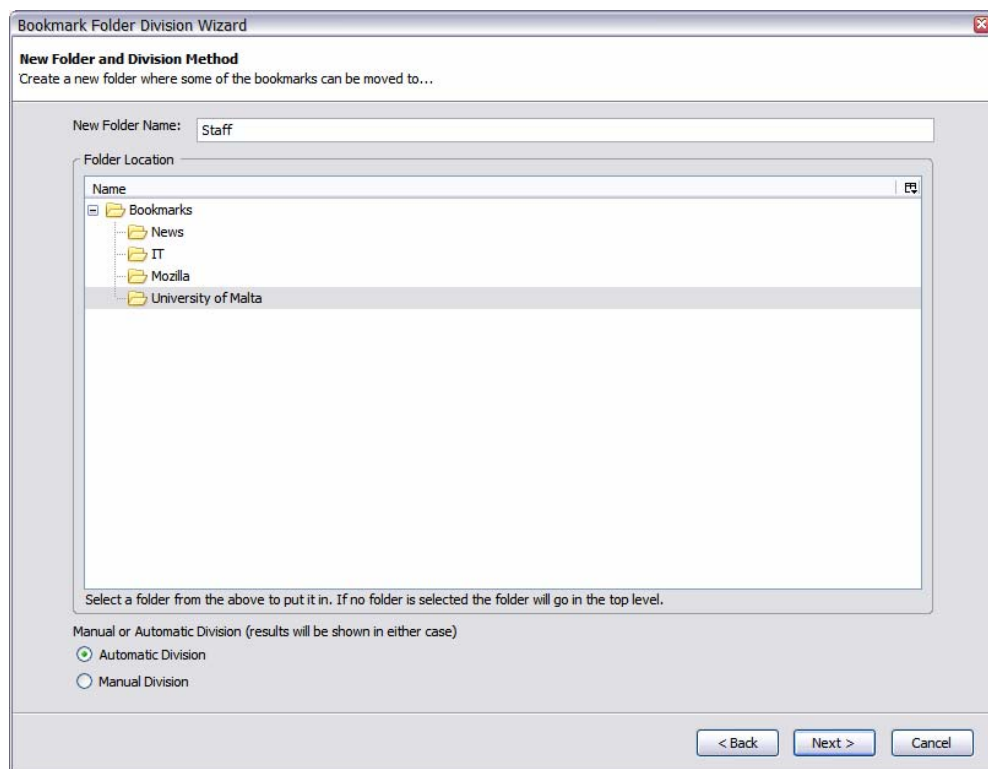 Bookmark Folder Division Wizard
New Folder and Division Method
Create a new folder where some of the bookmarks can be moved to...
New Folder Name: Staff
Folder Location
Name
Bookmarks
News
IT
Mozilla
University of Malta
Select a folder from the above to put it in. If no folder is selected the folder will go in the top level.
Manual or Automatic Division (results will be shown in either case)
Automatic Division
Manual Division
< Back Next > Cancel